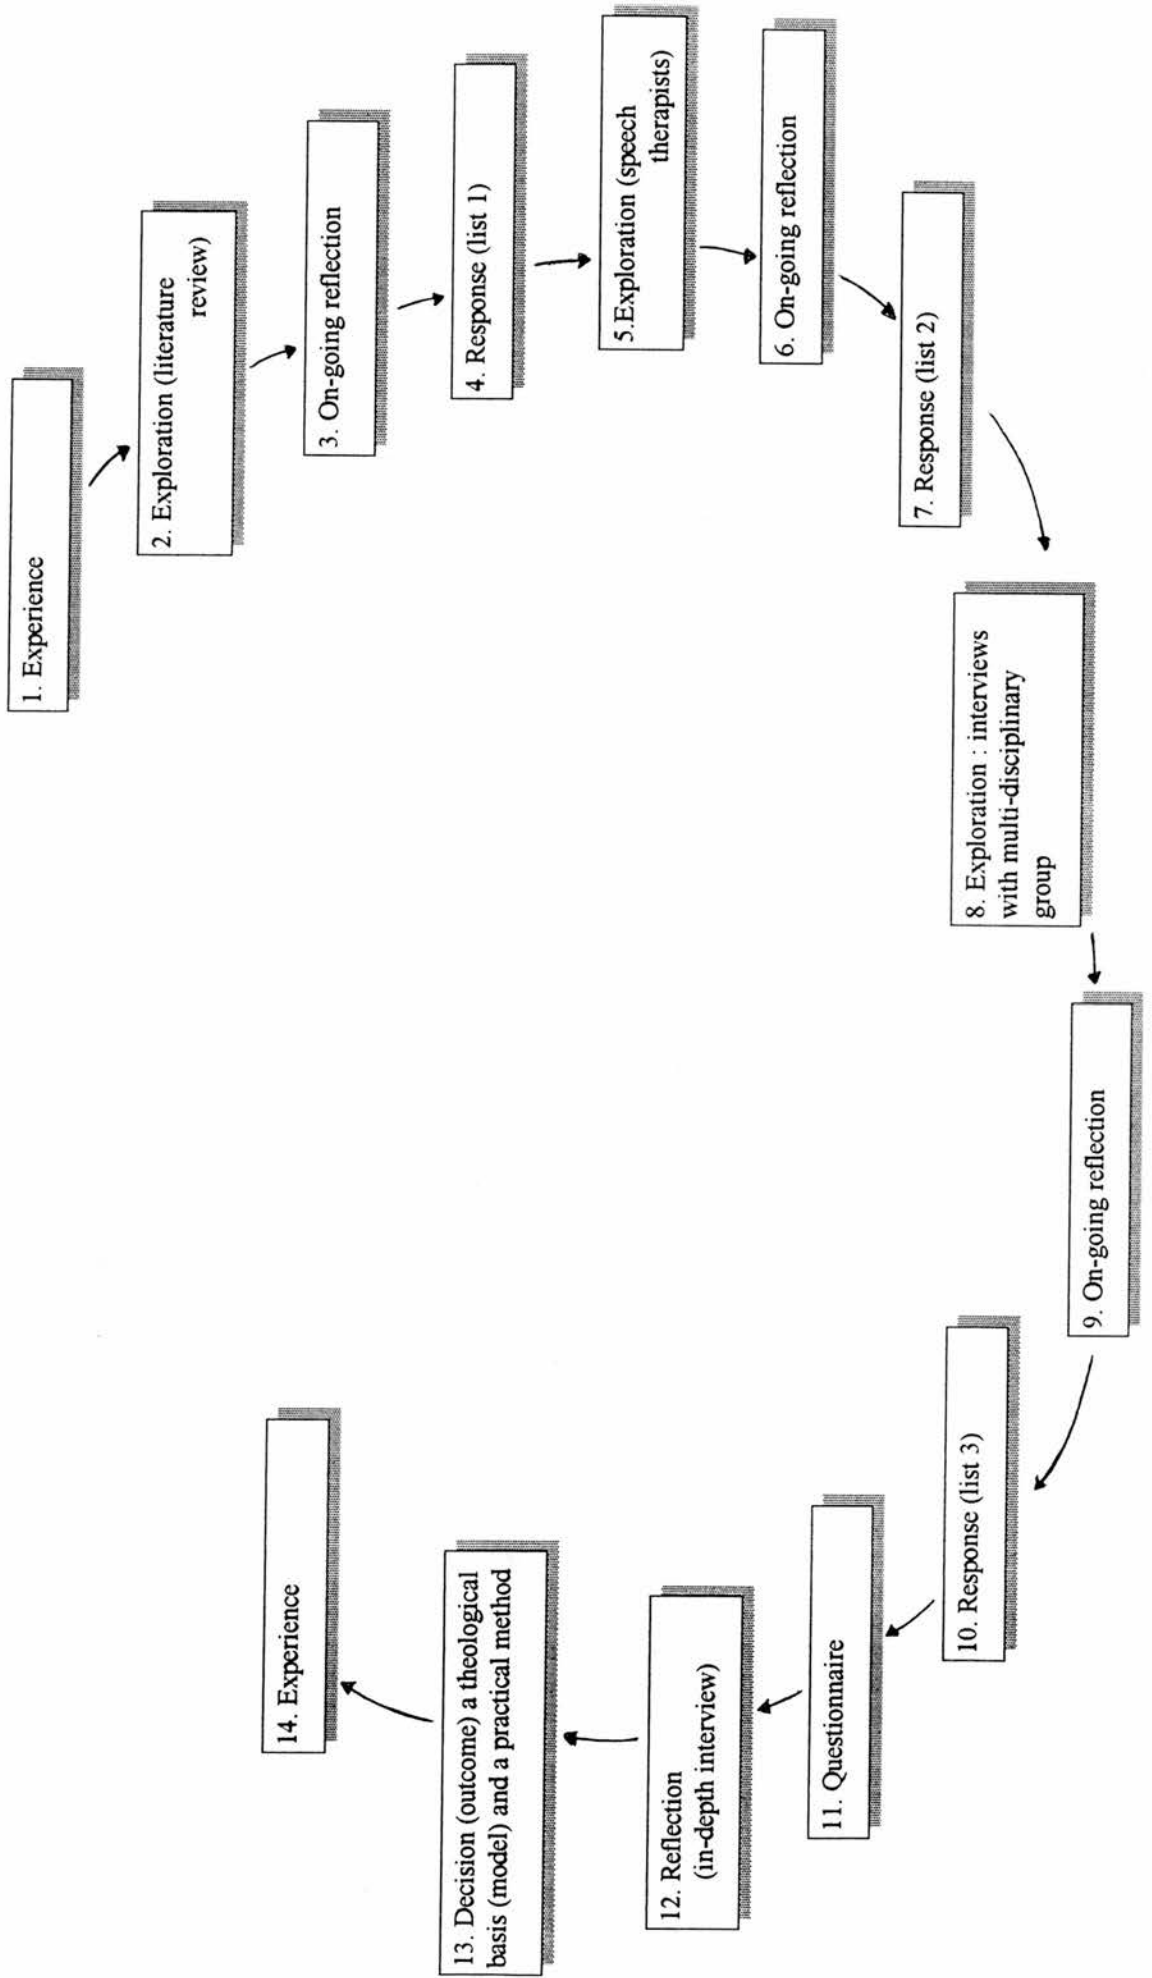 1. Experience
2. Exploration (literature
review)
3. On-going reflection
4. Response (list 1)
5.Exploration (speech
therapists)
6. On-going reflection
7. Response (list 2)
8. Exploration : interviews
with multi-disciplinary
group
9. On-going reflection
10. Response (list 3)
11. Questionnaire
12. Reflection
(in-depth interview)
13. Decision (outcome) a theological
basis (model) and a practical method
14. Experience